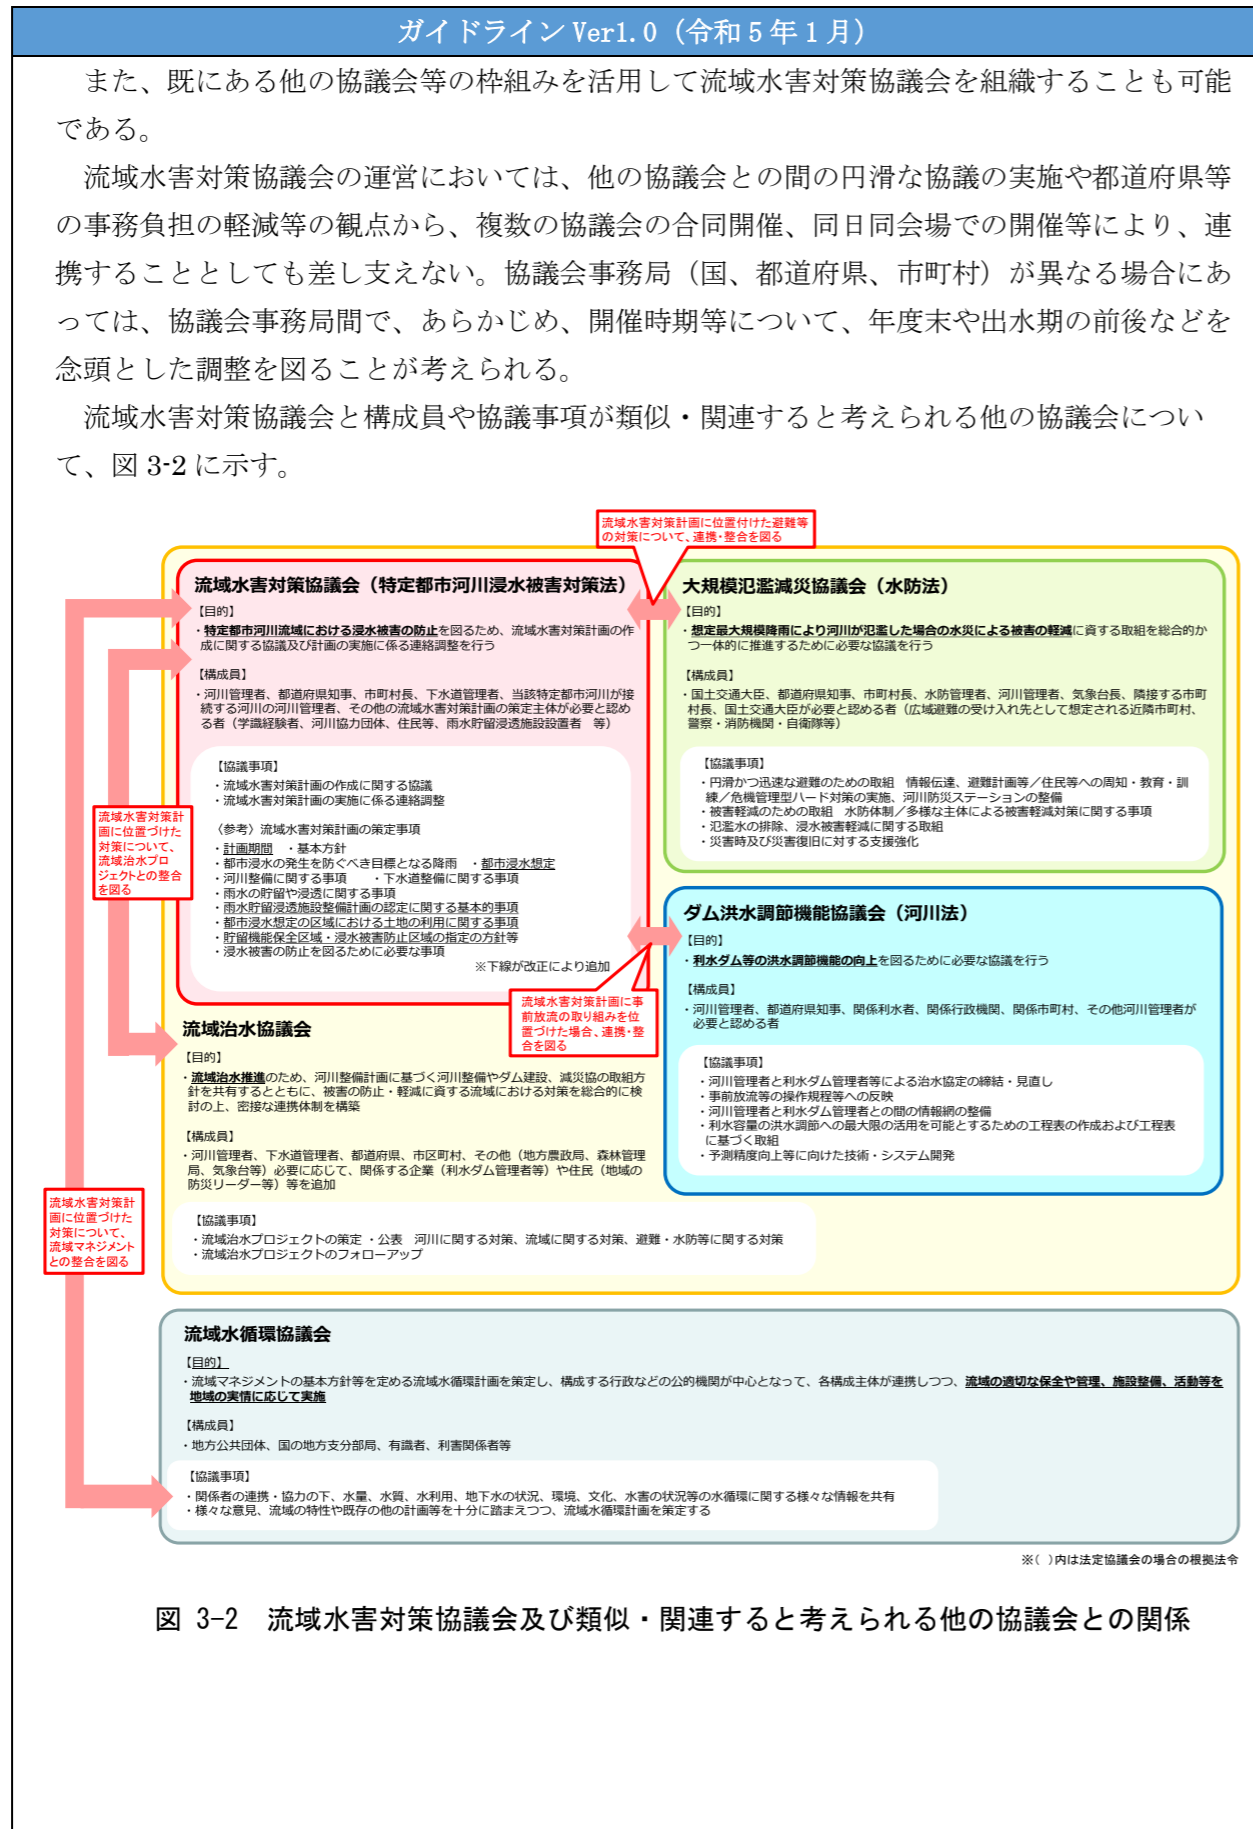 ガイドライン Ver1.0（令和５年１月）
また、既にある他の協議会等の枠組みを活用して流域水害対策協議会を組織することも可能
である。
流域水害対策協議会の運営においては、他の協議会との間の円滑な協議の実施や都道府県等
の事務負担の軽減等の観点から、複数の協議会の合同開催、同日同会場での開催等により、連
携することとしても差し支えない。協議会事務局（国、都道府県、市町村）が異なる場合にあ
っては、協議会事務局間で、あらかじめ、開催時期等について、年度末や出水期の前後などを
念頭とした調整を図ることが考えられる。
流域水害対策協議会と構成員や協議事項が類似・関連すると考えられる他の協議会につい
て、図 3-2 に示す。
流域水害対策計画に位置付けた避難等
の対策について、連携・整合を図る
流域水害対策協議会（特定都市河川浸水被害対策法）
【目的】
・特定都市河川流域における浸水被害の防止を図るため、流域水害対策計画の作
成に関する協議及び計画の実施に係る連絡調整を行う
【構成員】
・河川管理者、都道府県知事、市町村長、下水道管理者、当該特定都市河川が接
続する河川の河川管理者、その他の流域水害対策計画の策定主体が必要と認め
る者（学識経験者、河川協力団体、住民等、雨水貯留浸透施設設置者　等）
【協議事項】
・流域水害対策計画の作成に関する協議
・流域水害対策計画の実施に係る連絡調整
〈参考〉流域水害対策計画の策定事項
・計画期間　・基本方針
・都市浸水の発生を防ぐべき目標となる降雨　・都市浸水想定
・河川整備に関する事項　　・下水道整備に関する事項
・雨水の貯留や浸透に関する事項
・雨水貯留浸透施設整備計画の認定に関する基本的事項
・都市浸水想定の区域における土地の利用に関する事項
・貯留機能保全区域・浸水被害防止区域の指定の方針等
・浸水被害の防止を図るために必要な事項
※下線が改正により追加
大規模氾濫減災協議会（水防法）
【目的】
・想定最大規模降雨により河川が氾濫した場合の水災による被害の軽減に資する取組を総合的か
つ一体的に推進するために必要な協議を行う
【構成員】
・国土交通大臣、都道府県知事、市町村長、水防管理者、河川管理者、気象台長、隣接する市町
村長、国土交通大臣が必要と認める者（広域避難の受け入れ先として想定される近隣市町村、
警察・消防機関・自衛隊等）
【協議事項】
・円滑かつ迅速な避難のための取組　情報伝達、避難計画等／住民等への周知・教育・訓
練／危機管理型ハード対策の実施、河川防災ステーションの整備
・被害軽減のための取組　水防体制／多様な主体による被害軽減対策に関する事項
・氾濫水の排除、浸水被害軽減に関する取組
・災害時及び災害復旧に対する支援強化
流域水害対策計
画に位置づけた
対策について、
流域治水プロ
ジェクトとの整合
を図る
ダム洪水調節機能協議会（河川法）
【目的】
・利水ダム等の洪水調節機能の向上を図るために必要な協議を行う
【構成員】
・河川管理者、都道府県知事、関係利水者、関係行政機関、関係市町村、その他河川管理者が
必要と認める者
【協議事項】
・河川管理者と利水ダム管理者等による治水協定の締結・見直し
・事前放流等の操作規程等への反映
・河川管理者と利水ダム管理者との間の情報網の整備
・利水容量の洪水調節への最大限の活用を可能とするための工程表の作成および工程表
に基づく取組
・予測精度向上等に向けた技術・システム開発
流域水害対策計画に事
前放流の取り組みを位
置づけた場合、連携・整
合を図る
流域治水協議会
【目的】
・流域治水推進のため、河川整備計画に基づく河川整備やダム建設、減災協の取組方
針を共有するとともに、被害の防止・軽減に資する流域における対策を総合的に検
討の上、密接な連携体制を構築
【構成員】
・河川管理者、下水道管理者、都道府県、市区町村、その他（地方農政局、森林管理
局、気象台等）必要に応じて、関係する企業（利水ダム管理者等）や住民（地域の
防災リーダー等）等を追加
【協議事項】
・流域治水プロジェクトの策定 ・公表　河川に関する対策、流域に関する対策、避難・水防等に関する対策
・流域治水プロジェクトのフォローアップ
流域水害対策計
画に位置づけた
対策について、
流域マネジメント
との整合を図る
流域水循環協議会
【目的】
・流域マネジメントの基本方針等を定める流域水循環計画を策定し、構成する行政などの公的機関が中心となって、各構成主体が連携しつつ、流域の適切な保全や管理、施設整備、活動等を
地域の実情に応じて実施
【構成員】
・地方公共団体、国の地方支分部局、有識者、利害関係者等
【協議事項】
・関係者の連携・協力の下、水量、水質、水利用、地下水の状況、環境、文化、水害の状況等の水循環に関する様々な情報を共有
・様々な意見、流域の特性や既存の他の計画等を十分に踏まえつつ、流域水循環計画を策定する
※( )内は法定協議会の場合の根拠法令
図 3-2　流域水害対策協議会及び類似・関連すると考えられる他の協議会との関係